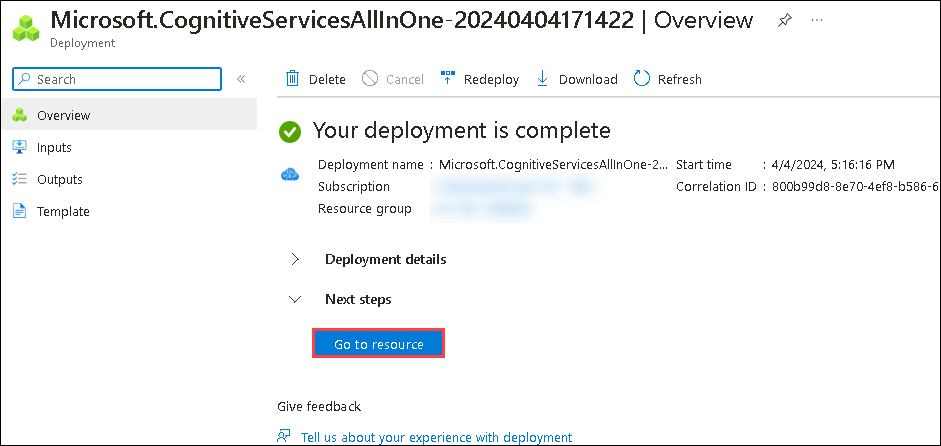 Microsoft.CognitiveServicesAllInOne-20240404171422 | Overview
Deployment
Search
Delete
Cancel
Redeploy
Download
Refresh
Overview
Inputs
Outputs
Template
Your deployment is complete
Deployment name : Microsoft.CognitiveServicesAllInOne-2...
Subscription
Resource group
Start time : 4/4/2024, 5:16:16 PM
Correlation ID : 800b99d8-8e70-4ef8-b586-6
Deployment details
Next steps
Go to resource
Give feedback
Tell us about your experience with deployment